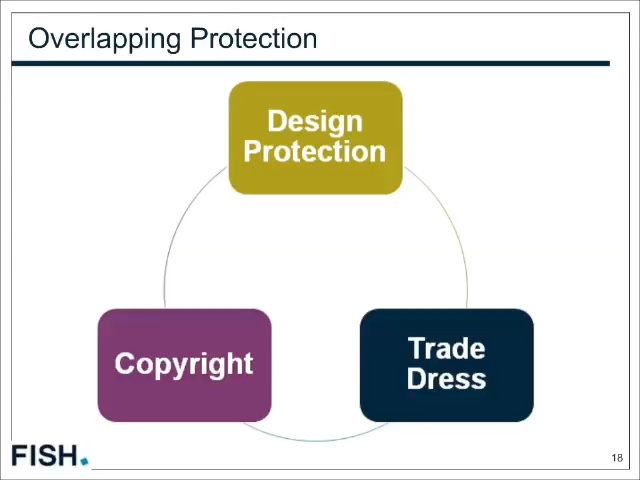 Overlapping Protection
Design
Protection
Copyright
Trade
Dress
FISH.
18